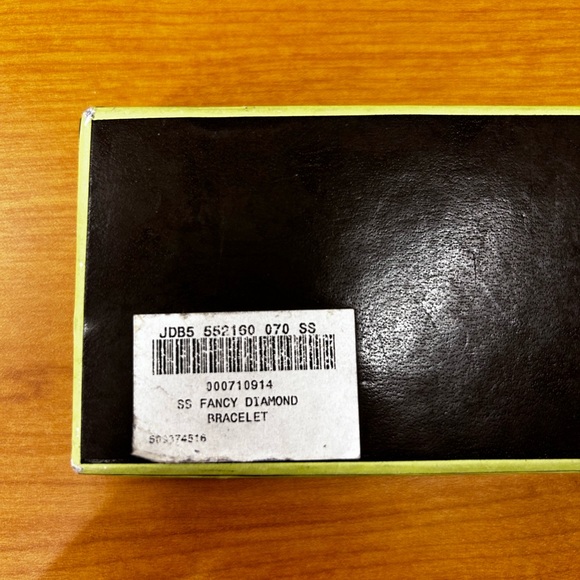 JDB5 552160 070 SS
000710914
SS FANCY DIAMOND
BRACELET